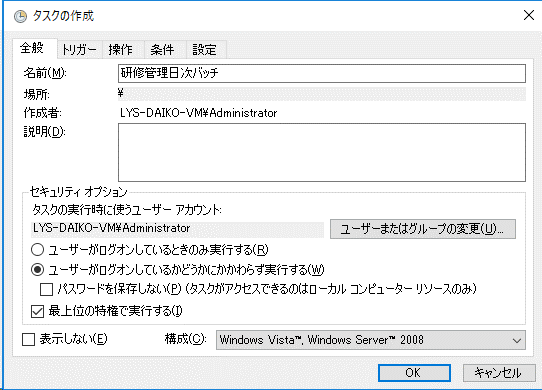 タスクの作成
全般 トリガー 操作 条件 設定
名前(M): 研修管理日次バッチ
場所: \
作成者: LYS-DAIKO-VM\Administrator
説明(D):
セキュリティ オプション
タスクの実行時に使うユーザー アカウント:
LYS-DAIKO-VM\Administrator ユーザーまたはグループの変更(U)...
ユーザーがログオンしているときのみ実行する(R)
ユーザーがログオンしているかどうかにかかわらず実行する(W)
パスワードを保存しない(P) (タスクがアクセスできるのはローカル コンピューター リソースのみ)
最上位の特権で実行する(I)
表示しない(E) 構成(C): Windows Vista™, Windows Server™ 2008
OK キャンセル